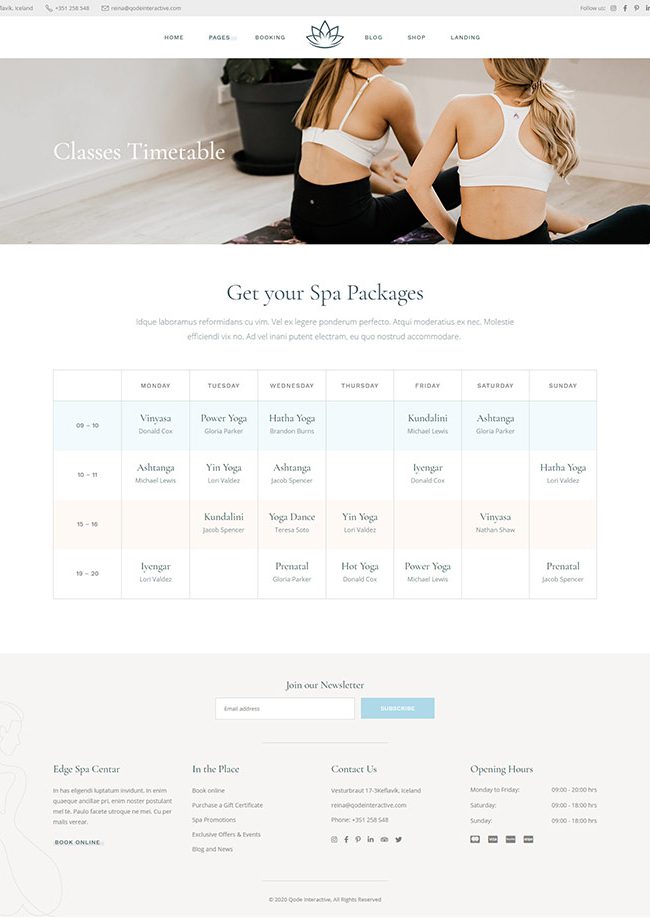 eflavík, Iceland +351 258 548 reina@qodeinteractive.com Follow us:
HOME PAGES BOOKING BLOG SHOP LANDING
Classes Timetable
Get your Spa Packages
Idque laboramus reformidans cu vim. Vel ex legere ponderum perfecto. Atqui moderatius ex nec. Molestie
efficiendi vix no. Ad vel inani putent electram, eu quo nostrud accommodare.
MONDAY TUESDAY WEDNESDAY THURSDAY FRIDAY SATURDAY SUNDAY
09 – 10 Vinyasa Power Yoga Hatha Yoga Kundalini Ashtanga
Donald Cox Gloria Parker Brandon Burns Michael Lewis Gloria Parker
10 – 11 Ashtanga Yin Yoga Ashtanga Iyengar Hatha Yoga
Michael Lewis Lori Valdez Jacob Spencer Donald Cox Lori Valdez
15 – 16 Kundalini Yoga Dance Yin Yoga Vinyasa
Jacob Spencer Teresa Soto Lori Valdez Nathan Shaw
19 – 20 Iyengar Prenatal Hot Yoga Power Yoga Prenatal
Lori Valdez Gloria Parker Donald Cox Michael Lewis Jacob Spencer
Join our Newsletter
Email address SUBSCRIBE
Edge Spa Centar
In has eligendi luptatum invidunt. In enim
quaeque ancillae pri, enim noster postulant
mel te. Paulo facete utroque ne mei. Cu per
malis verear.
BOOK ONLINE
In the Place
Book online
Purchase a Gift Certificate
Spa Promotions
Exclusive Offers & Events
Blog and News
Contact Us
Vesturbraut 17-3Keflavík, Iceland
reina@qodeinteractive.com
Phone: +351 258 548
Opening Hours
Monday to Friday: 09:00 - 20:00 hrs
Saturday: 09:00 - 18:00 hrs
Sunday: 09:00 - 18:00 hrs
© 2020 Qode Interactive, All Rights Reserved